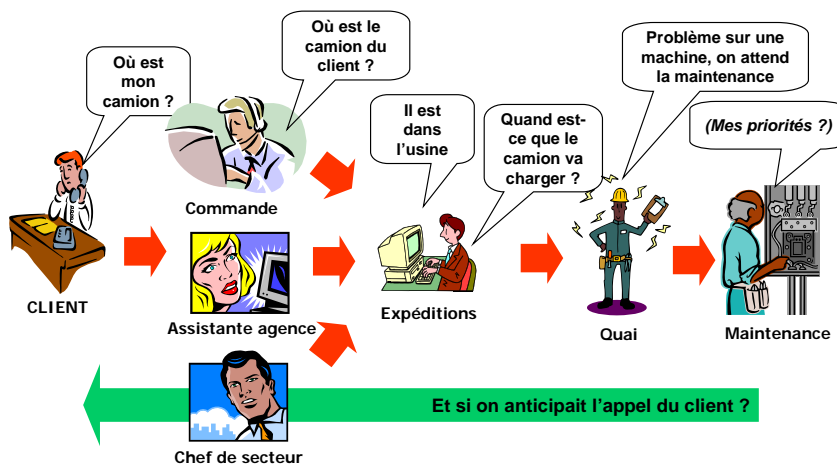 Où est
mon
camion ?
Où est le
camion du
client ?
Il est
dans
l'usine
Quand est-
ce que le
camion va
charger ?
Problème sur une
machine, on attend
la maintenance
(Mes priorités ?)
CLIENT
Commande
Assistante agence
Expéditions
Quai
Maintenance
Et si on anticipait l'appel du client ?
Chef de secteur